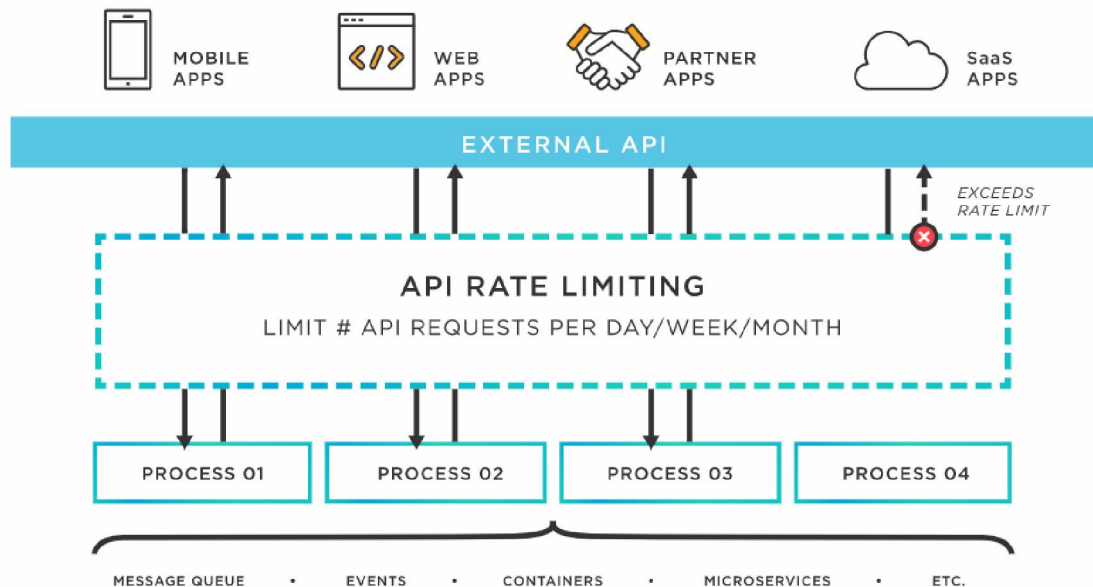 MOBILE
APPS
WEB
APPS
PARTNER
APPS
SaaS
APPS
EXTERNAL API
EXCEEDS
RATE LIMIT
API RATE LIMITING
LIMIT # API REQUESTS PER DAY/WEEK/MONTH
PROCESS 01
PROCESS 02
PROCESS 03
PROCESS 04
MESSAGE QUEUE • EVENTS • CONTAINERS • MICROSERVICES • ETC.